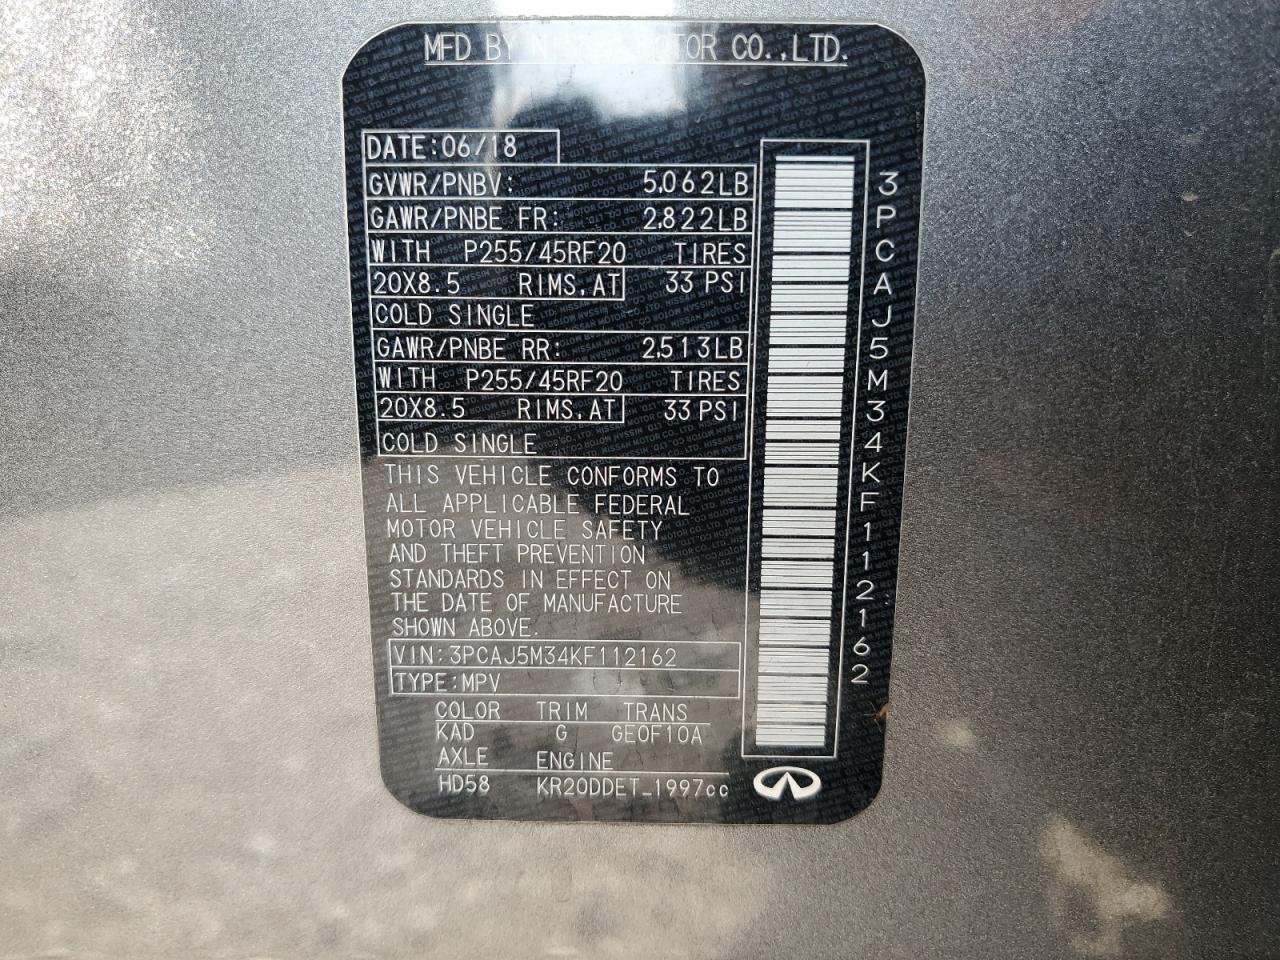 MFD BY NISSAN MOTOR CO.,LTD.
DATE:06/18
GVWR/PNBV: 5,062LB
GAWR/PNBE FR: 2,822LB
WITH P255/45RF20 TIRES
20X8.5 RIMS,AT 33 PSI
COLD SINGLE
GAWR/PNBE RR: 2,513LB
WITH P255/45RF20 TIRES
20X8.5 RIMS,AT 33 PSI
COLD SINGLE
THIS VEHICLE CONFORMS TO
ALL APPLICABLE FEDERAL
MOTOR VEHICLE SAFETY
AND THEFT PREVENTION
STANDARDS IN EFFECT ON
THE DATE OF MANUFACTURE
SHOWN ABOVE.
VIN:3PCAJ5M34KF112162
TYPE:MPV
COLOR TRIM TRANS
KAD G GE0F10A
AXLE ENGINE
HD58 KR20DDET_1997cc
3PCAJ5M34KF112162